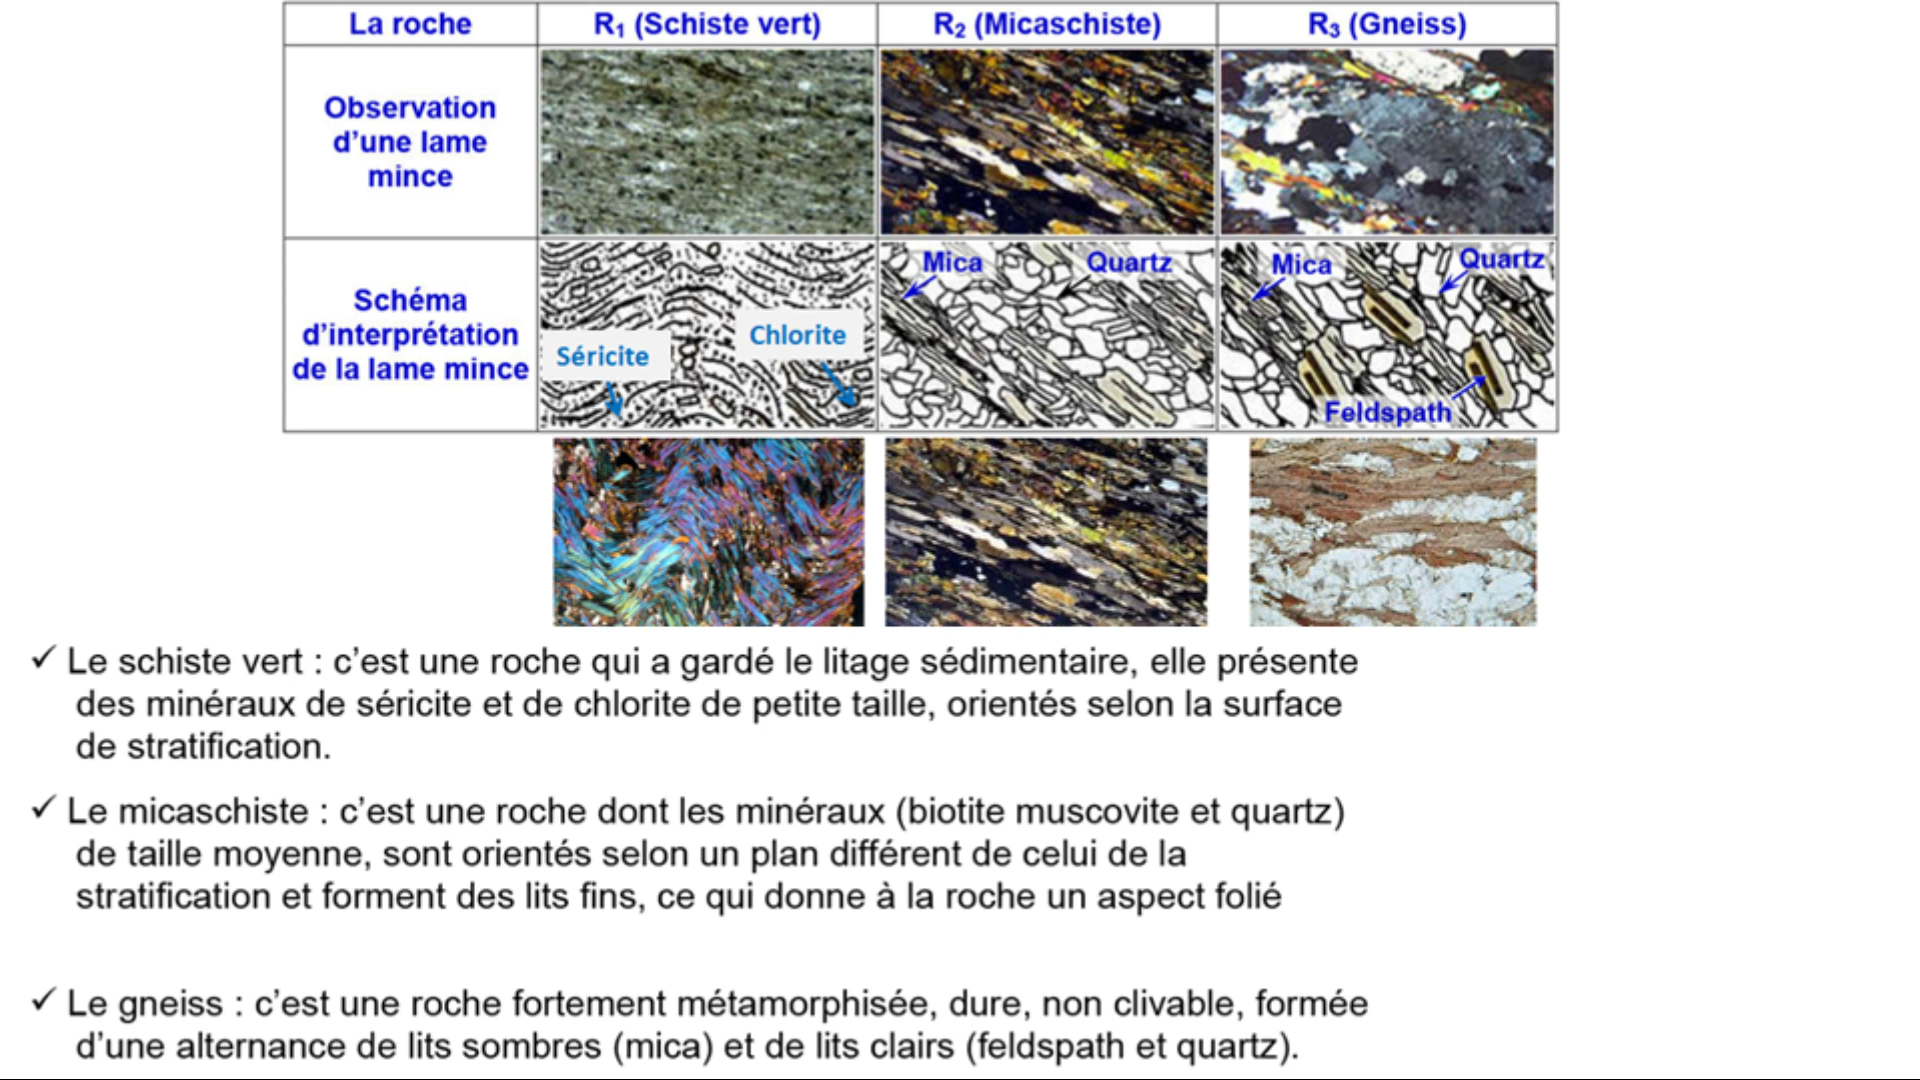 La roche
R₁ (Schiste vert)
R₂ (Micaschiste)
R₃ (Gneiss)
Observation
d’une lame
mince
Schéma
d’interprétation
de la lame mince
Séricite
Chlorite
Mica
Quartz
Mica
Quartz
Feldspath
✓ Le schiste vert : c’est une roche qui a gardé le litage sédimentaire, elle présente
des minéraux de séricite et de chlorite de petite taille, orientés selon la surface
de stratification.
✓ Le micaschiste : c’est une roche dont les minéraux (biotite muscovite et quartz)
de taille moyenne, sont orientés selon un plan différent de celui de la
stratification et forment des lits fins, ce qui donne à la roche un aspect folié
✓ Le gneiss : c’est une roche fortement métamorphisée, dure, non clivable, formée
d’une alternance de lits sombres (mica) et de lits clairs (feldspath et quartz).